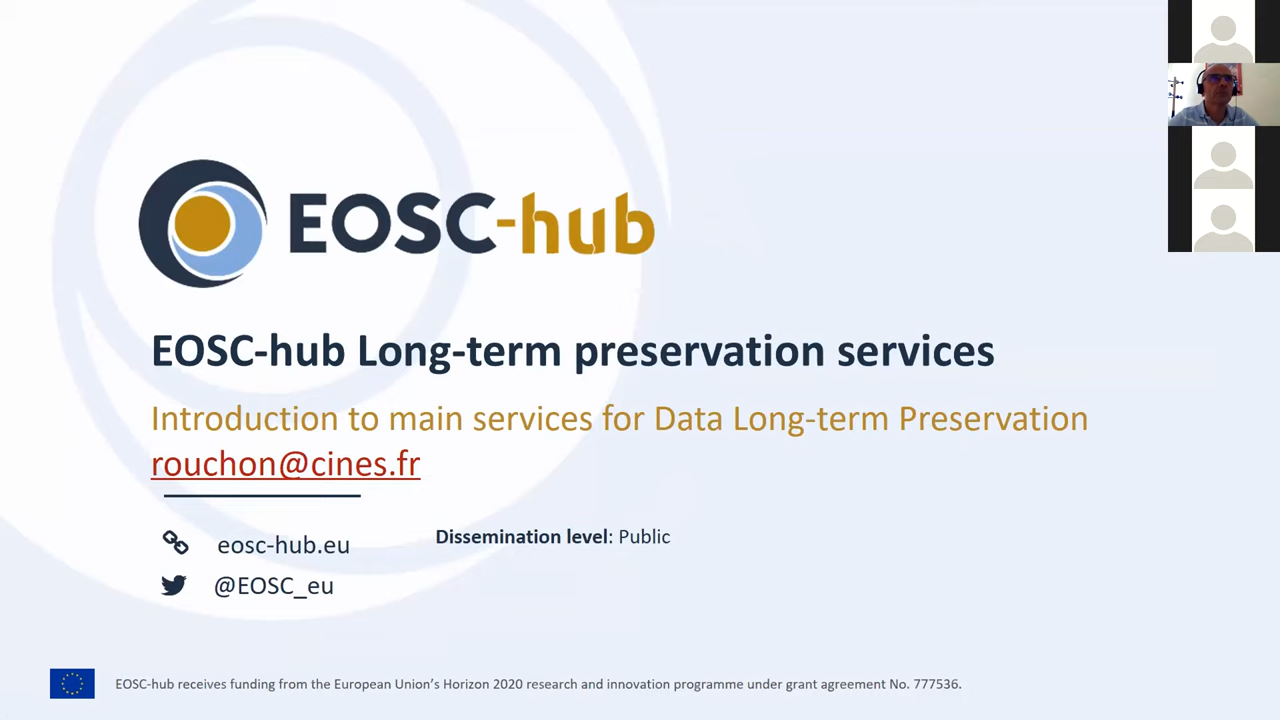 EOSC-hub
EOSC-hub Long-term preservation services
Introduction to main services for Data Long-term Preservation
rouchon@cines.fr
eosc-hub.eu
Dissemination level: Public
@EOSC_eu
EOSC-hub receives funding from the European Union's Horizon 2020 research and innovation programme under grant agreement No. 777536.